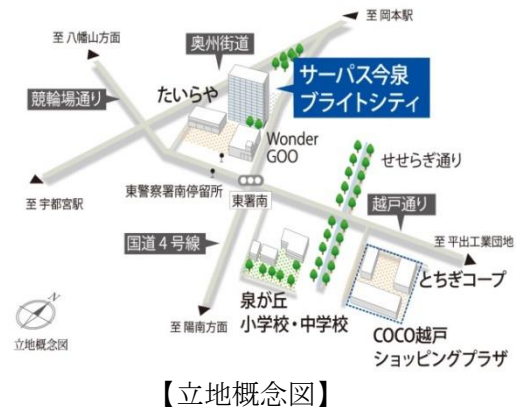 至 岡本駅
至 八幡山方面
奥州街道
サーパス今泉
ブライトシティ
競輪場通り
たいらや
Wonder
GOO
せせらぎ通り
東警察署南停留所
東署南
越戸通り
至 宇都宮駅
至 平出工業団地
国道4号線
とちぎコープ
泉が丘
小学校・中学校
至 陽南方面
COCO越戸
ショッピングプラザ
N
立地概念図
【立地概念図】